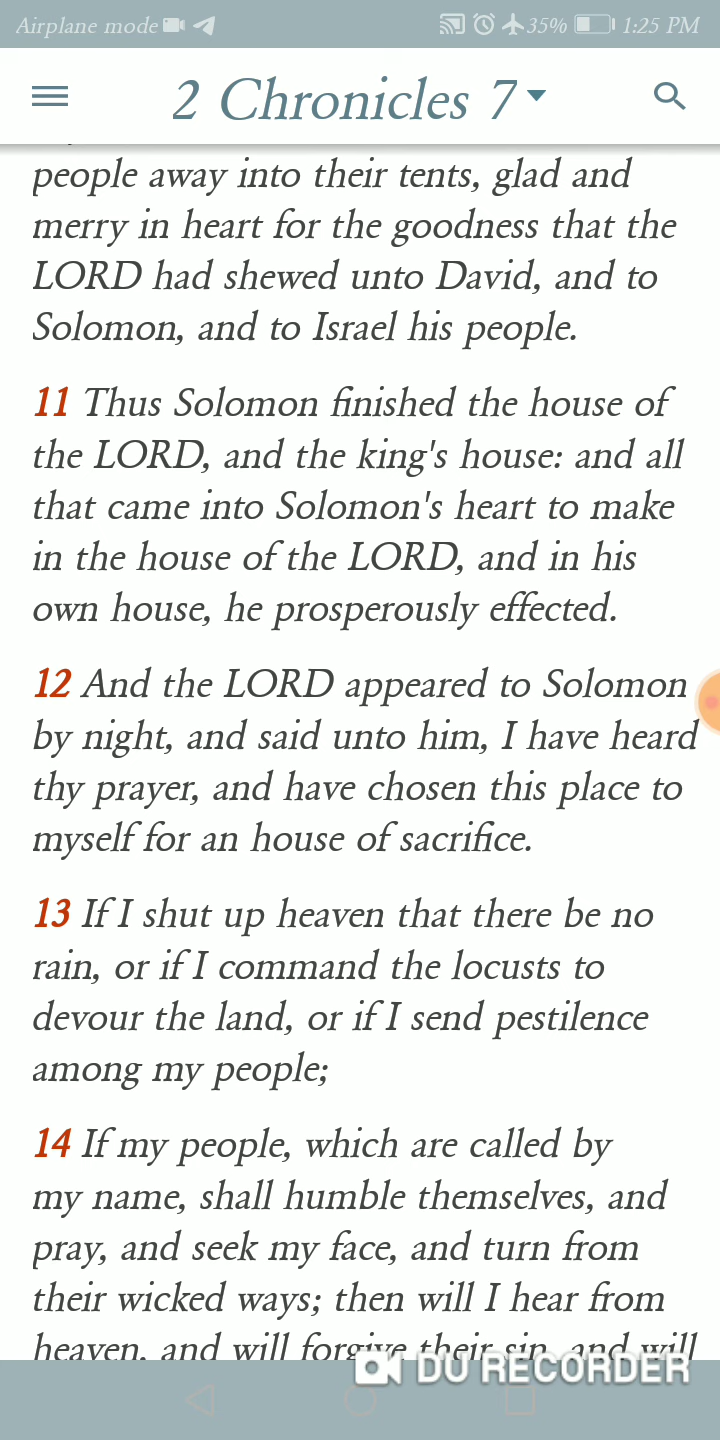 Airplane mode 35% 1:25 PM
2 Chronicles 7
people away into their tents, glad and
merry in heart for the goodness that the
LORD had shewed unto David, and to
Solomon, and to Israel his people.
11 Thus Solomon finished the house of
the LORD, and the king's house: and all
that came into Solomon's heart to make
in the house of the LORD, and in his
own house, he prosperously effected.
12 And the LORD appeared to Solomon
by night, and said unto him, I have heard
thy prayer, and have chosen this place to
myself for an house of sacrifice.
13 If I shut up heaven that there be no
rain, or if I command the locusts to
devour the land, or if I send pestilence
among my people;
14 If my people, which are called by
my name, shall humble themselves, and
pray, and seek my face, and turn from
their wicked ways; then will I hear from
heaven, and will forgive their sin, and will
DU RECORDER